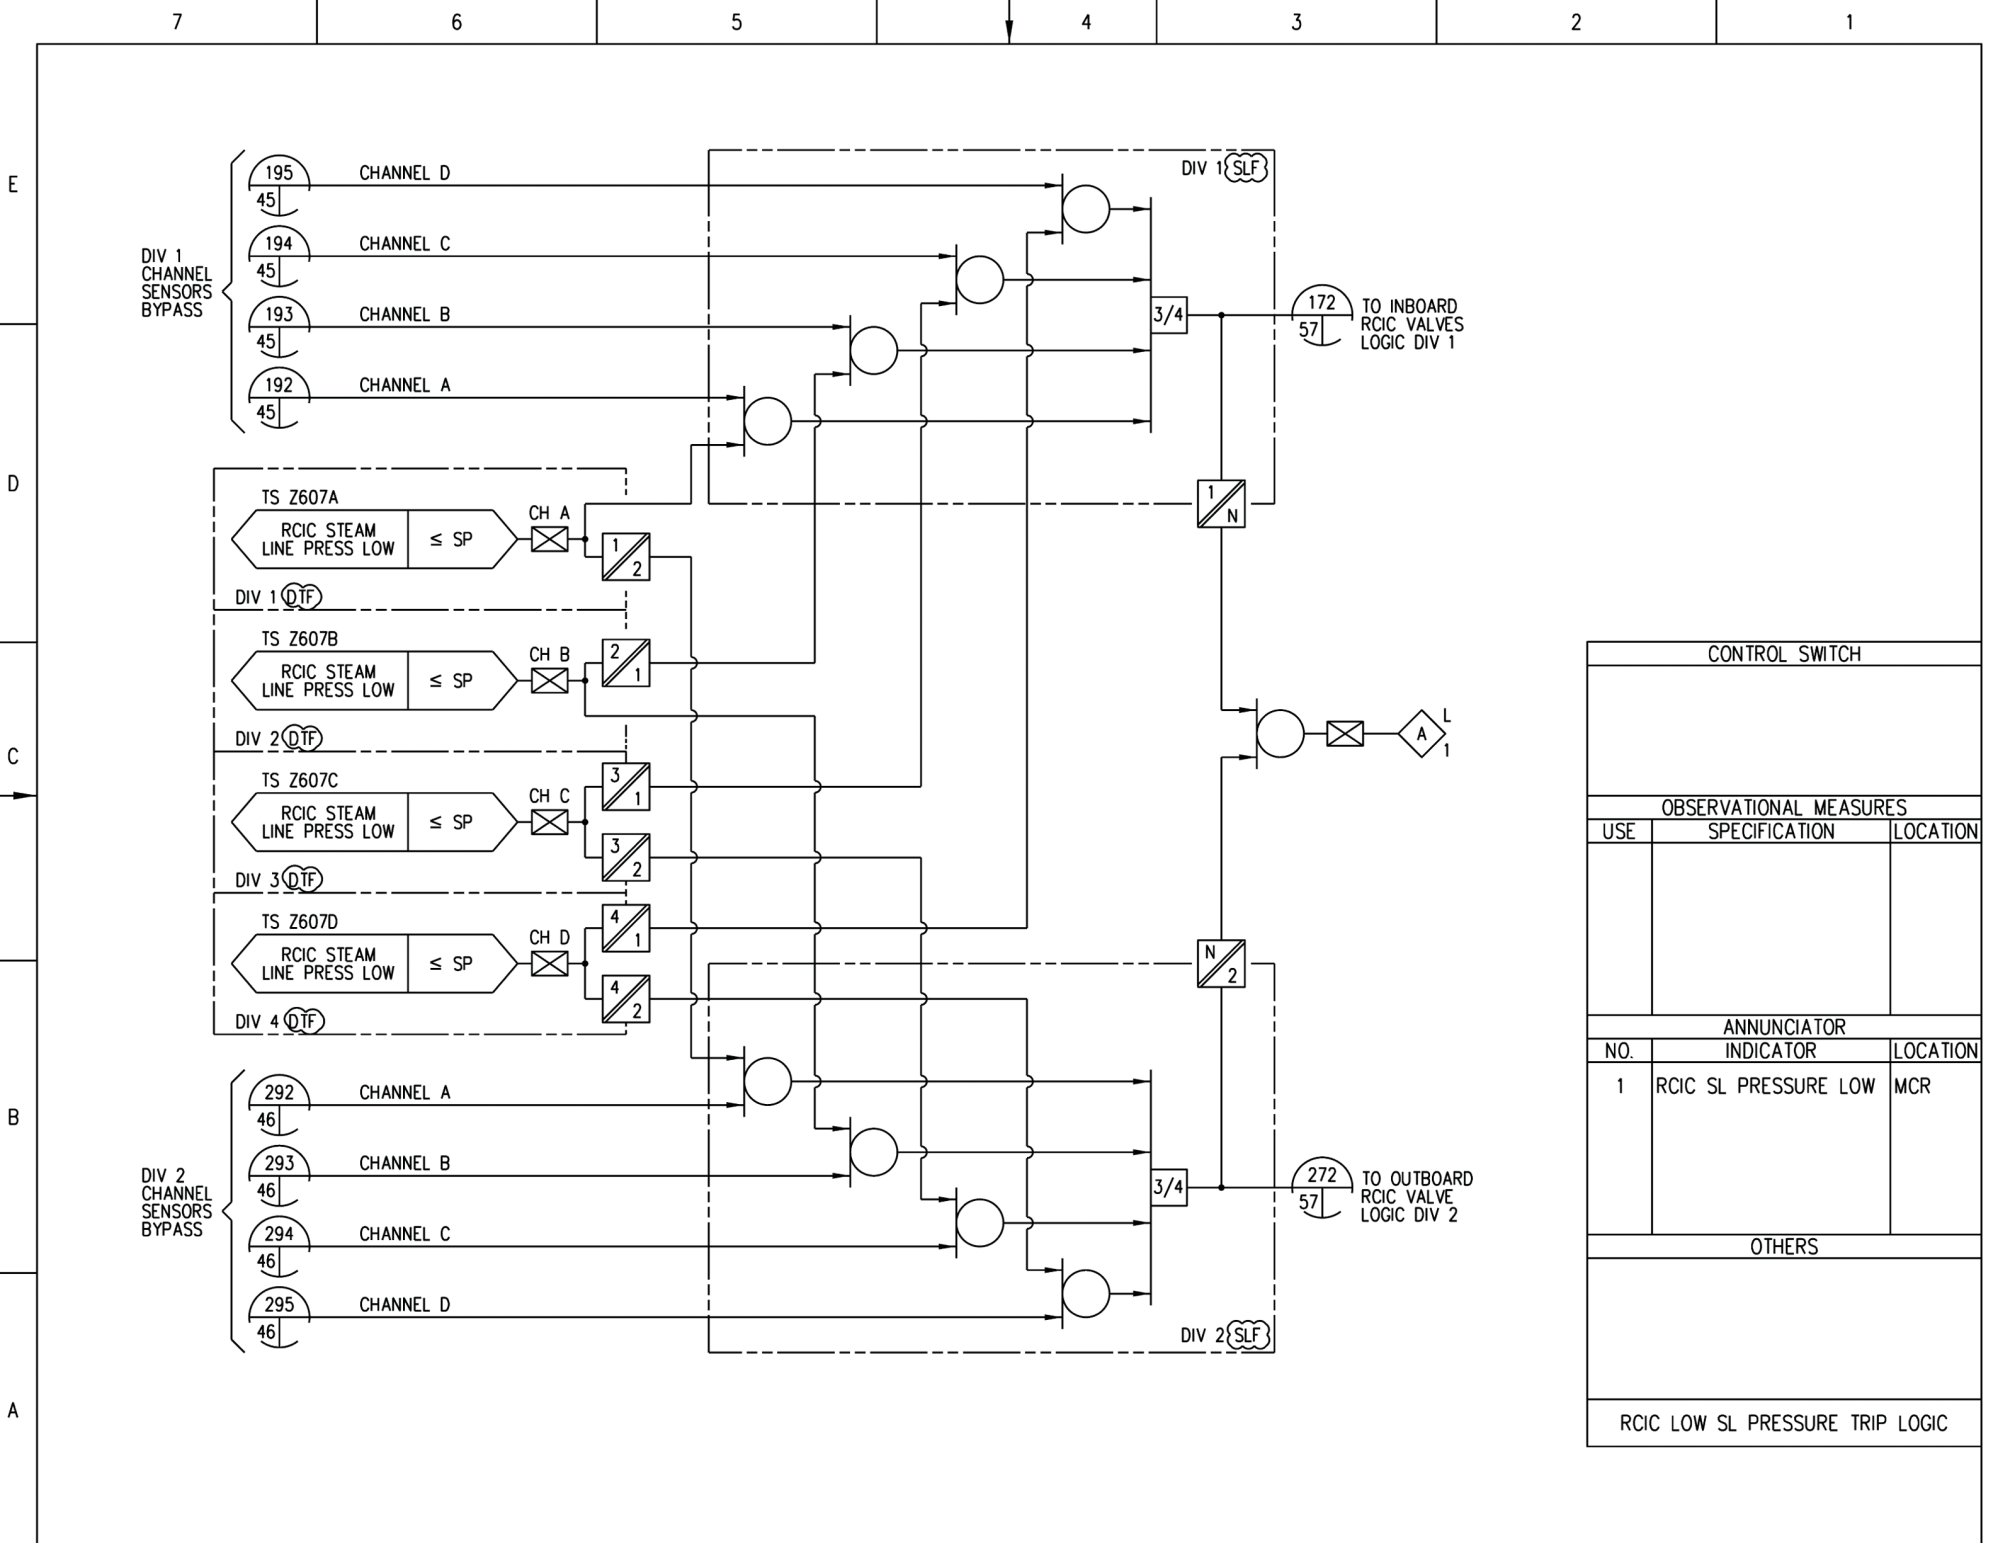 7 6 5 4 3 2 1
E
D
C
B
A
DIV 1
CHANNEL
SENSORS
BYPASS
195
45
CHANNEL D
194
45
CHANNEL C
193
45
CHANNEL B
192
45
CHANNEL A
DIV 1 SLF
3/4
172
57
TO INBOARD
RCIC VALVES
LOGIC DIV 1
1
N
TS Z607A
RCIC STEAM
LINE PRESS LOW
≤ SP
CH A
1
2
DIV 1 DTF
TS Z607B
RCIC STEAM
LINE PRESS LOW
≤ SP
CH B
2
1
DIV 2 DTF
TS Z607C
RCIC STEAM
LINE PRESS LOW
≤ SP
CH C
3
1
3
2
DIV 3 DTF
TS Z607D
RCIC STEAM
LINE PRESS LOW
≤ SP
CH D
4
1
4
2
DIV 4 DTF
A
L
1
N
2
DIV 2
CHANNEL
SENSORS
BYPASS
292
46
CHANNEL A
293
46
CHANNEL B
294
46
CHANNEL C
295
46
CHANNEL D
3/4
272
57
TO OUTBOARD
RCIC VALVE
LOGIC DIV 2
DIV 2 SLF
CONTROL SWITCH
OBSERVATIONAL MEASURES
USE SPECIFICATION LOCATION
ANNUNCIATOR
NO. INDICATOR LOCATION
1 RCIC SL PRESSURE LOW MCR
OTHERS
RCIC LOW SL PRESSURE TRIP LOGIC